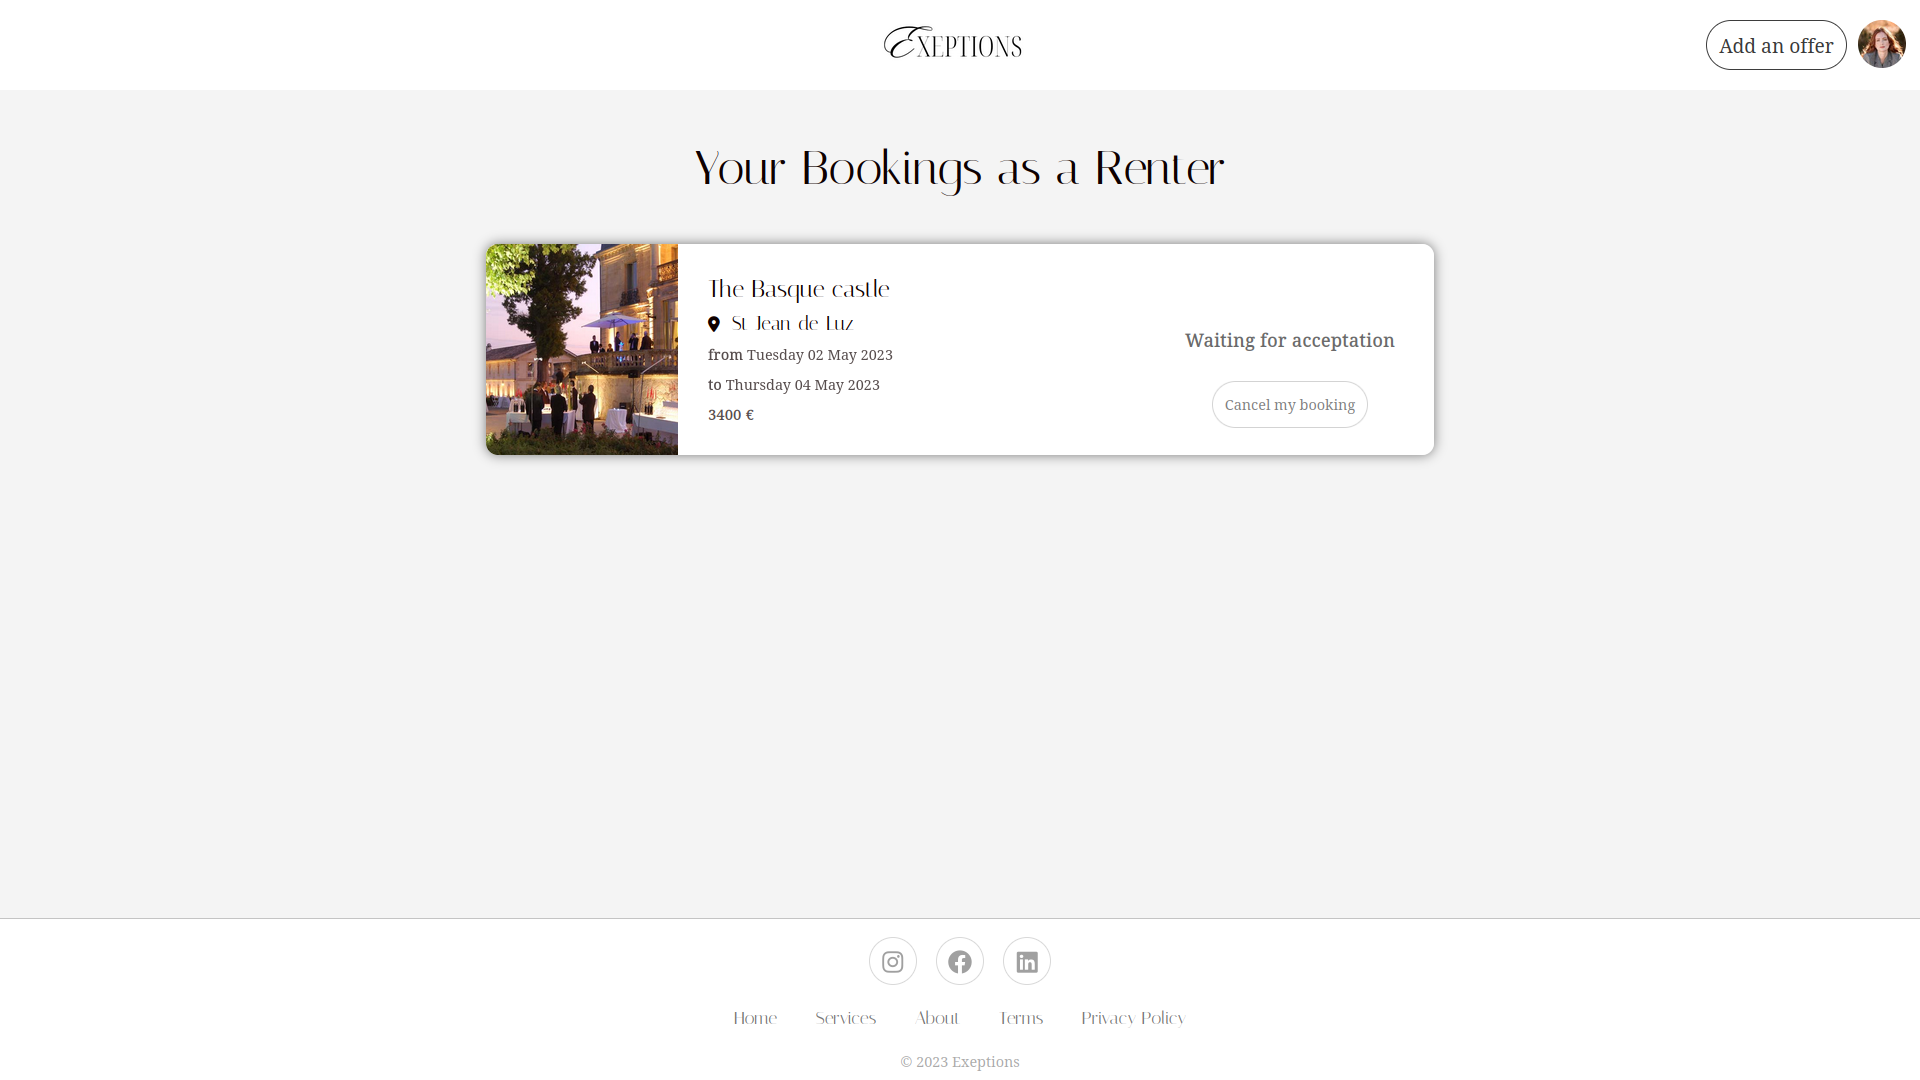 Exeptions
Add an offer
Your Bookings as a Renter
The Basque castle
St Jean de Luz
from Tuesday 02 May 2023
to Thursday 04 May 2023
3400 €
Waiting for acceptation
Cancel my booking
Home Services About Terms Privacy Policy
© 2023 Exeptions